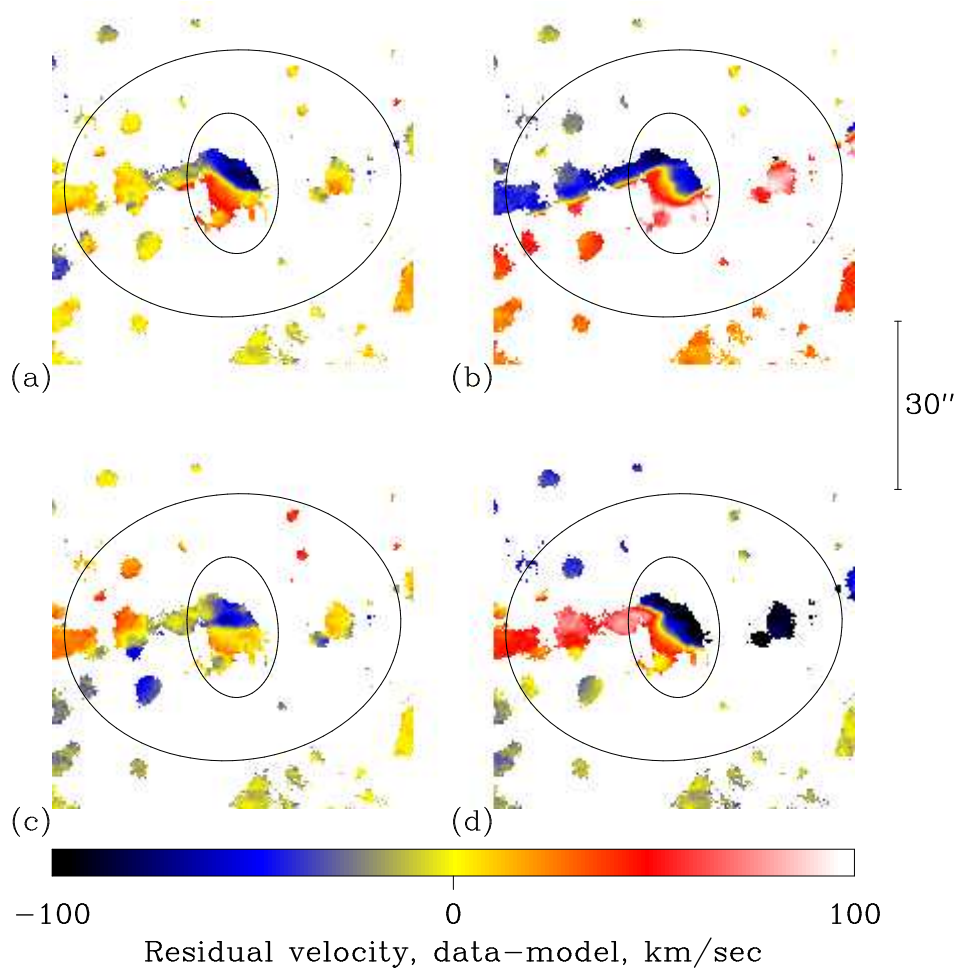 (a)
(b)
30″
(c)
(d)
−100
0
100
Residual velocity, data−model, km/sec